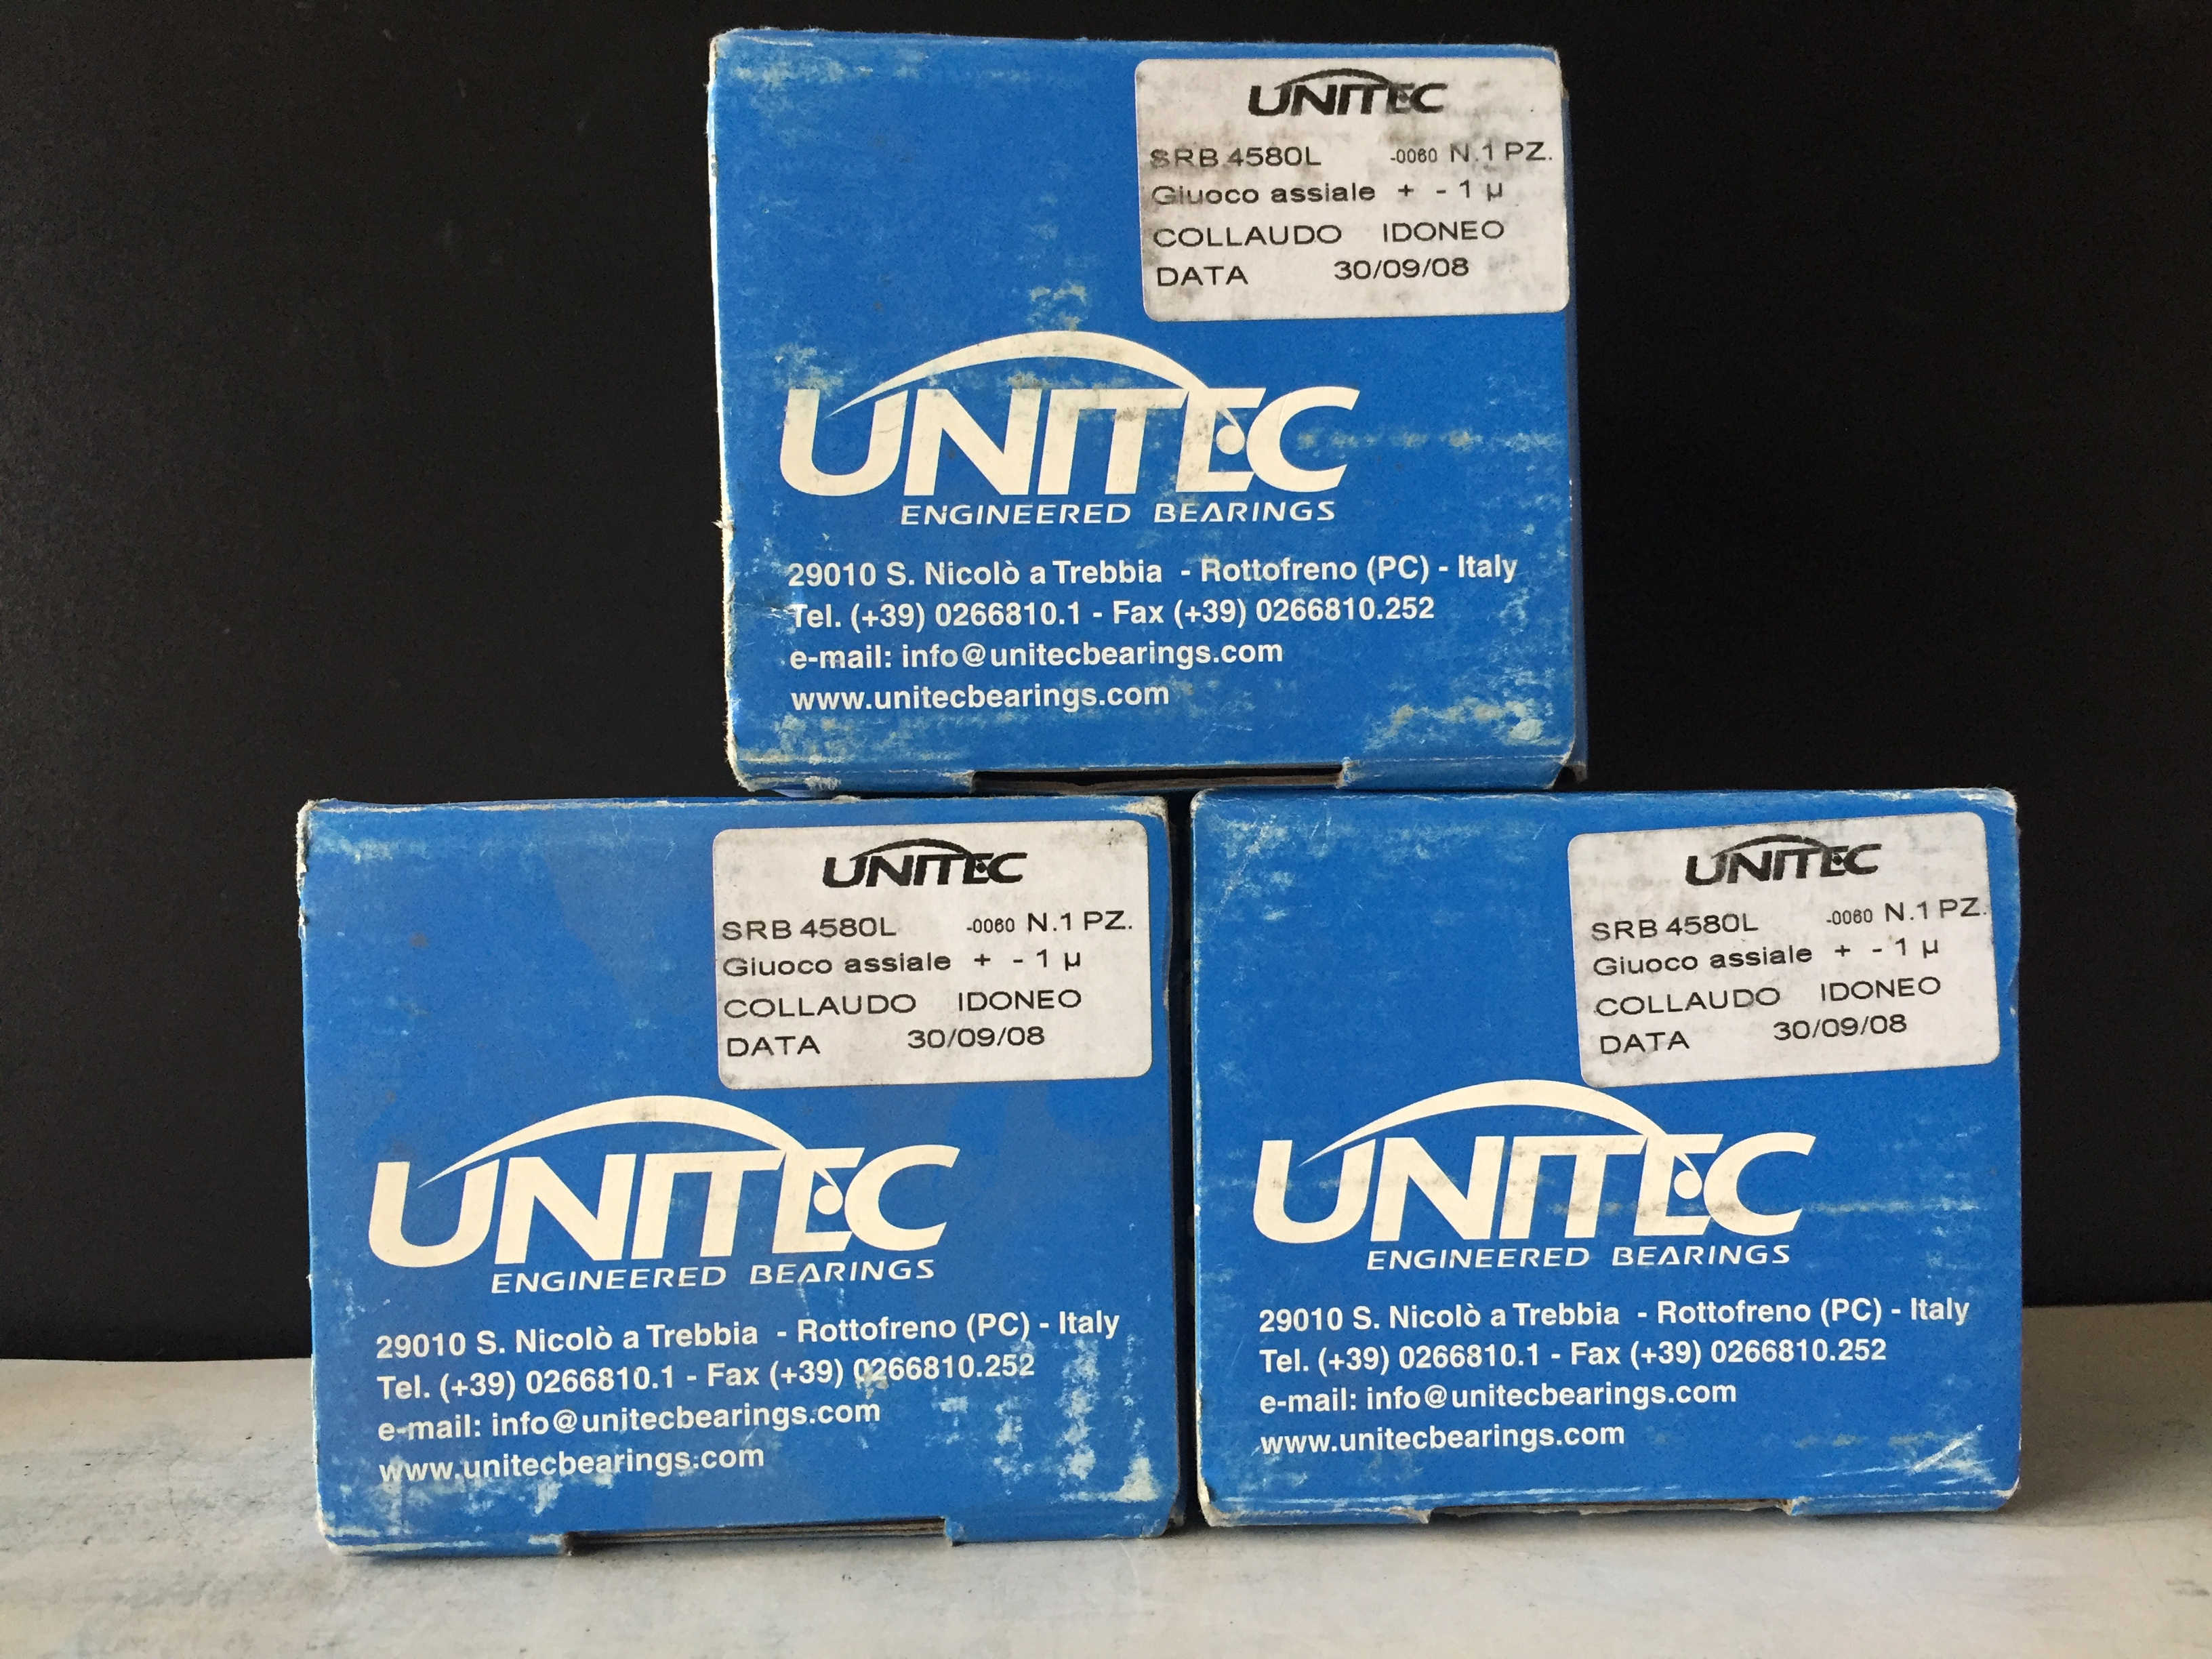 UNITEC
SRB 4580L -0060 N.1 PZ.
Giuoco assiale + - 1 µ
COLLAUDO IDONEO
DATA 30/09/08
UNITEC
ENGINEERED BEARINGS
29010 S. Nicolò a Trebbia - Rottofreno (PC) - Italy
Tel. (+39) 0266810.1 - Fax (+39) 0266810.252
e-mail: info@unitecbearings.com
www.unitecbearings.com
UNITEC
SRB 4580L -0060 N.1 PZ.
Giuoco assiale + - 1 µ
COLLAUDO IDONEO
DATA 30/09/08
UNITEC
ENGINEERED BEARINGS
29010 S. Nicolò a Trebbia - Rottofreno (PC) - Italy
Tel. (+39) 0266810.1 - Fax (+39) 0266810.252
e-mail: info@unitecbearings.com
www.unitecbearings.com
UNITEC
SRB 4580L -0060 N.1 PZ.
Giuoco assiale + - 1 µ
COLLAUDO IDONEO
DATA 30/09/08
UNITEC
ENGINEERED BEARINGS
29010 S. Nicolò a Trebbia - Rottofreno (PC) - Italy
Tel. (+39) 0266810.1 - Fax (+39) 0266810.252
e-mail: info@unitecbearings.com
www.unitecbearings.com